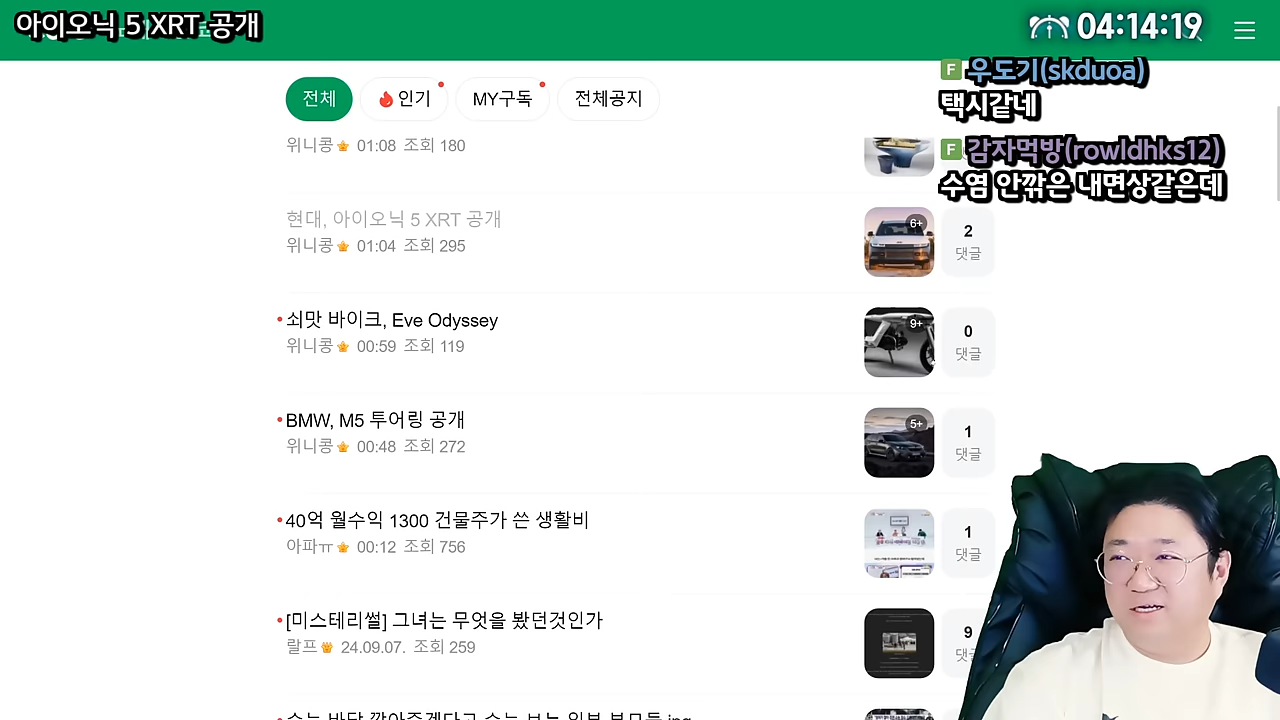 아이오닉 5 XRT 공개
04:14:19
F 우도기(skduoa)
택시같네
F 감자먹방(rowldhks12)
수염 안깎은 내면상같은데
전체
인기
MY구독
전체공지
위니콩 01:08 조회 180
현대, 아이오닉 5 XRT 공개
위니콩 01:04 조회 295
6+
2
댓글
쇠맛 바이크, Eve Odyssey
위니콩 00:59 조회 119
9+
0
댓글
BMW, M5 투어링 공개
위니콩 00:48 조회 272
5+
1
댓글
40억 월수익 1300 건물주가 쓴 생활비
아파ㅠ 00:12 조회 756
1
댓글
[미스테리썰] 그녀는 무엇을 봤던것인가
랄프 24.09.07. 조회 259
9